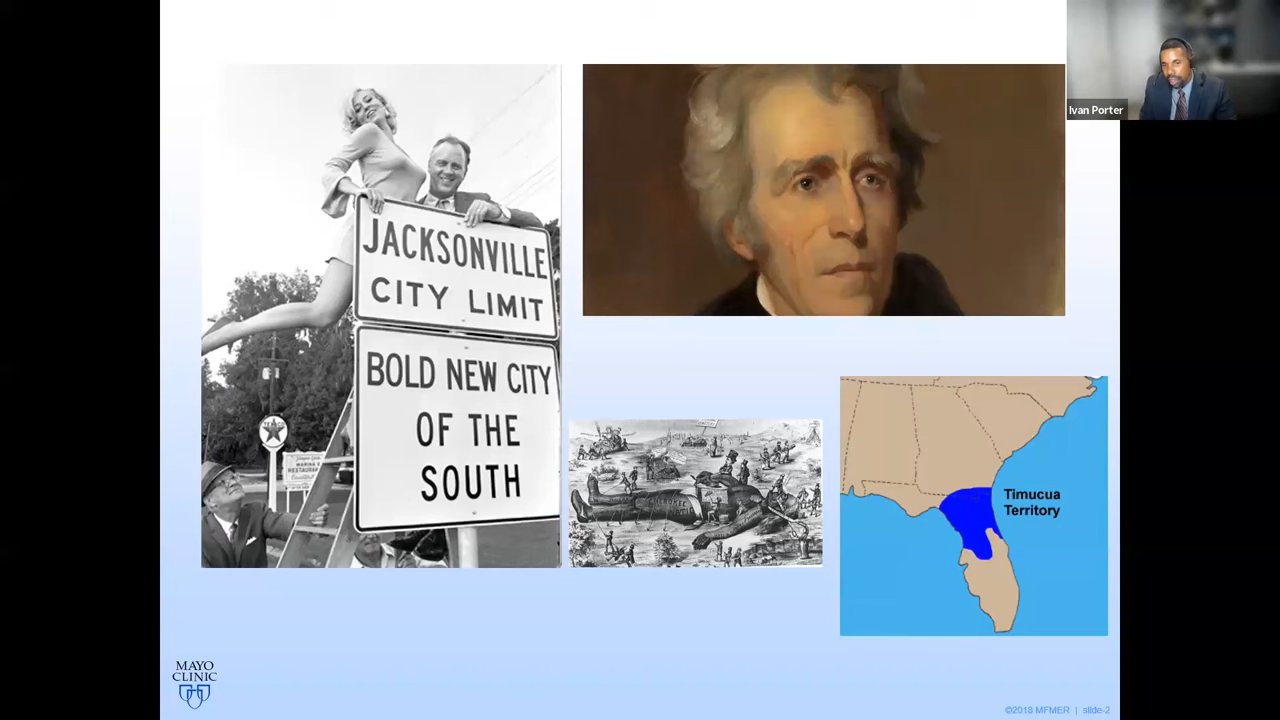 JACKSONVILLE
CITY LIMIT
BOLD NEW CITY
OF THE
SOUTH
Timucua
Territory
Ivan Porter
MAYO
CLINIC
©2018 MFMER | slide-2